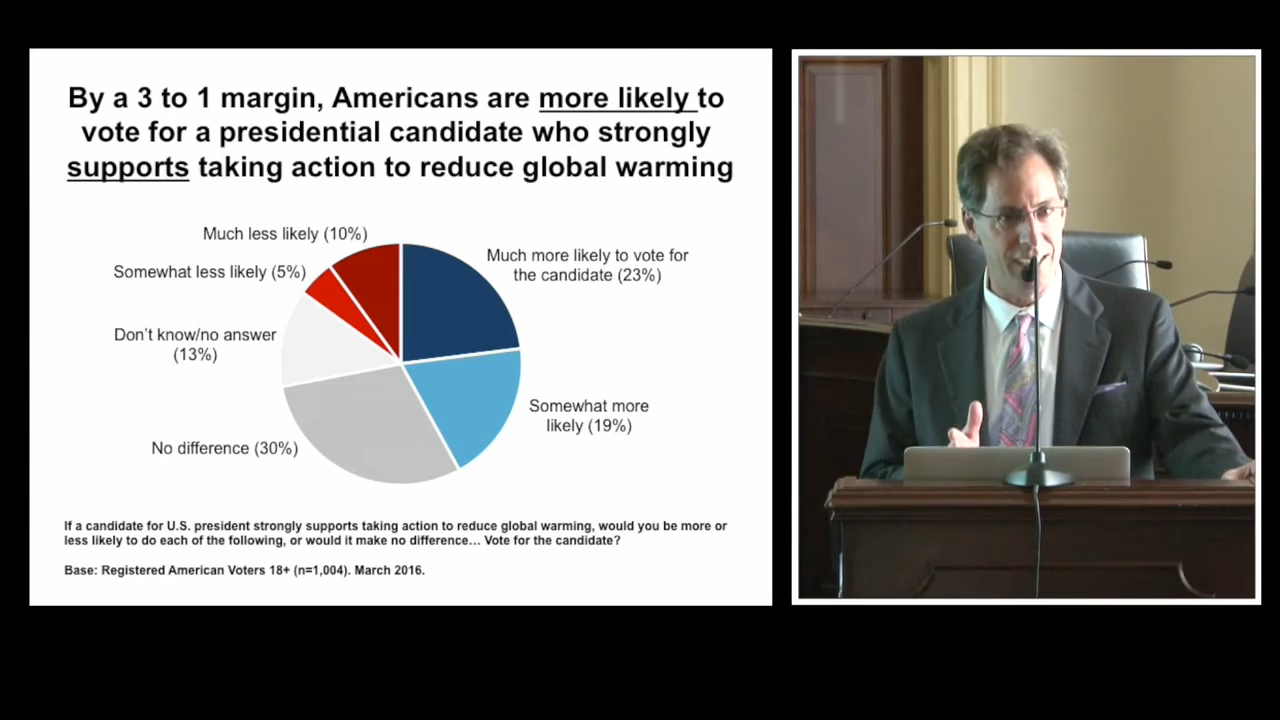 By a 3 to 1 margin, Americans are more likely to
vote for a presidential candidate who strongly
supports taking action to reduce global warming
Much less likely (10%)
Much more likely to vote for
the candidate (23%)
Somewhat less likely (5%)
Don’t know/no answer
(13%)
Somewhat more
likely (19%)
No difference (30%)
If a candidate for U.S. president strongly supports taking action to reduce global warming, would you be more or
less likely to do each of the following, or would it make no difference… Vote for the candidate?
Base: Registered American Voters 18+ (n=1,004). March 2016.